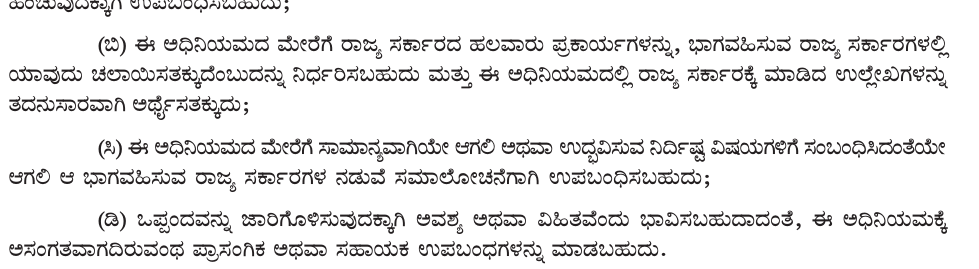 ಹಂಚುವುದಕ್ಕಾಗಿ ಉಪಬಂಧಿಸಬಹುದು;
(ಬಿ) ಈ ಅಧಿನಿಯಮದ ಮೇರೆಗೆ ರಾಜ್ಯ ಸರ್ಕಾರದ ಹಲವಾರು ಪ್ರಕಾರ್ಯಗಳನ್ನು, ಭಾಗವಹಿಸುವ ರಾಜ್ಯ ಸರ್ಕಾರಗಳಲ್ಲಿ
ಯಾವುದು ಚಲಾಯಿಸತಕ್ಕುದೆಂಬುದನ್ನು ನಿರ್ಧರಿಸಬಹುದು ಮತ್ತು ಈ ಅಧಿನಿಯಮದಲ್ಲಿ ರಾಜ್ಯ ಸರ್ಕಾರಕ್ಕೆ ಮಾಡಿದ ಉಲ್ಲೇಖಗಳನ್ನು
ತದನುಸಾರವಾಗಿ ಅರ್ಥೈಸತಕ್ಕುದು;
(ಸಿ) ಈ ಅಧಿನಿಯಮದ ಮೇರೆಗೆ ಸಾಮಾನ್ಯವಾಗಿಯೇ ಆಗಲಿ ಅಥವಾ ಉದ್ಭವಿಸುವ ನಿರ್ದಿಷ್ಟ ವಿಷಯಗಳಿಗೆ ಸಂಬಂಧಿಸಿದಂತೆಯೇ
ಆಗಲಿ ಆ ಭಾಗವಹಿಸುವ ರಾಜ್ಯ ಸರ್ಕಾರಗಳ ನಡುವೆ ಸಮಾಲೋಚನೆಗಾಗಿ ಉಪಬಂಧಿಸಬಹುದು;
(ಡಿ) ಒಪ್ಪಂದವನ್ನು ಜಾರಿಗೊಳಿಸುವುದಕ್ಕಾಗಿ ಅವಶ್ಯ ಅಥವಾ ವಿಹಿತವೆಂದು ಭಾವಿಸಬಹುದಾದಂತೆ, ಈ ಅಧಿನಿಯಮಕ್ಕೆ
ಅಸಂಗತವಾಗದಿರುವಂಥ ಪ್ರಾಸಂಗಿಕ ಅಥವಾ ಸಹಾಯಕ ಉಪಬಂಧಗಳನ್ನು ಮಾಡಬಹುದು.